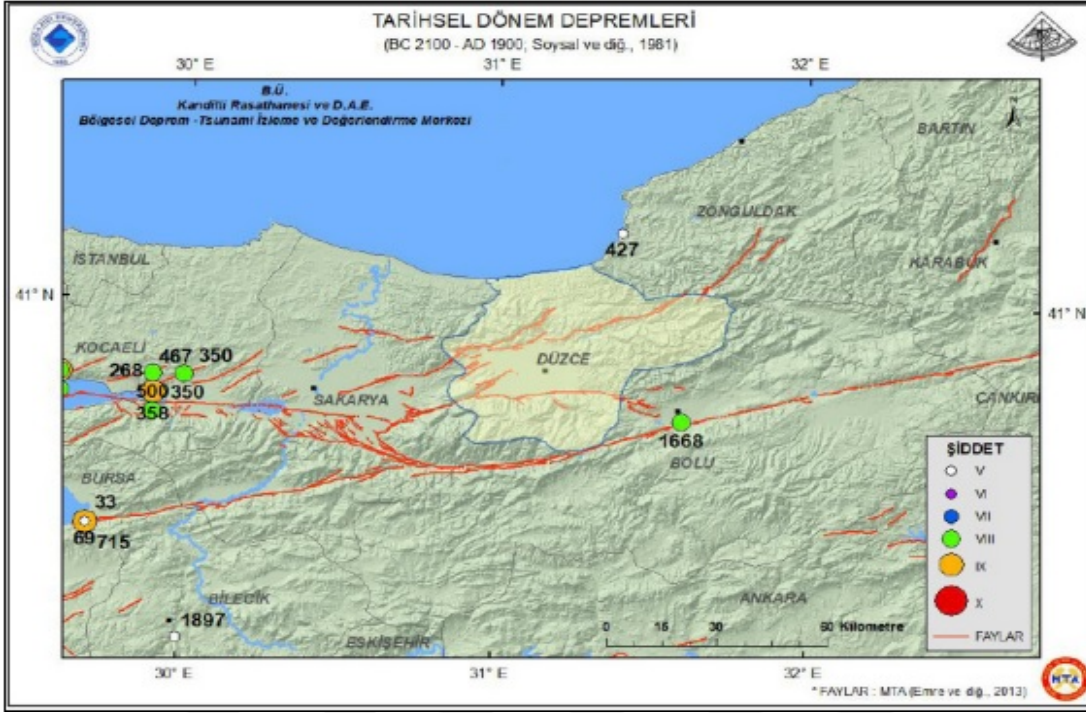 TARİHSEL DÖNEM DEPREMLERİ
(BC 2100 - AD 1900; Soysal ve diğ., 1981)
30° E
31° E
32° E
B.Ü.
Kandilli Rasathanesi ve D.A.E.
Bölgesel Deprem -Tsunami İzleme ve Değerlendirme Merkezi
BARTIN
ZONGULDAK
427
İSTANBUL
KARABÜK
41° N
41° N
KOCAELİ
467 350
268
DÜZCE
500 350
SAKARYA
358
ÇANKIRI
1668
BOLU
BURSA
33
69 715
BİLECİK
1897
ESKİŞEHİR
ANKARA
0 15 30 60 Kilometre
ŞİDDET
V
VI
VII
VIII
IX
X
FAYLAR
30° E
31° E
32° E
* FAYLAR : MTA (Emre ve diğ., 2013)
MTA